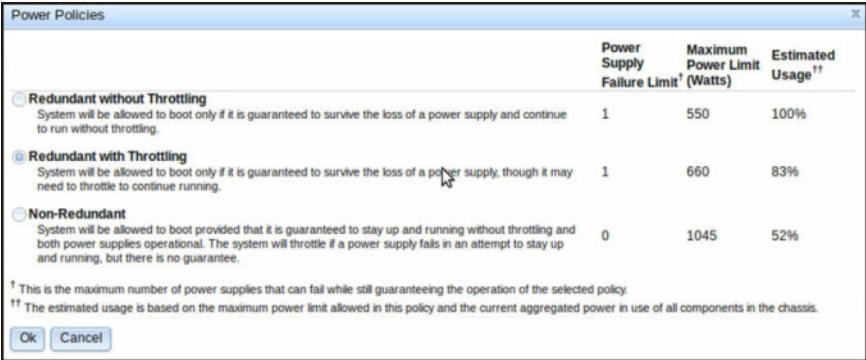 Power Policies x
Power Supply Failure Limit† Maximum Power Limit (Watts) Estimated Usage††
Redundant without Throttling
System will be allowed to boot only if it is guaranteed to survive the loss of a power supply and continue 1 550 100%
to run without throttling.
Redundant with Throttling
System will be allowed to boot only if it is guaranteed to survive the loss of a power supply, though it may 1 660 83%
need to throttle to continue running.
Non-Redundant
System will be allowed to boot provided that it is guaranteed to stay up and running without throttling and
both power supplies operational. The system will throttle if a power supply fails in an attempt to stay up 0 1045 52%
and running, but there is no guarantee.
† This is the maximum number of power supplies that can fail while still guaranteeing the operation of the selected policy.
†† The estimated usage is based on the maximum power limit allowed in this policy and the current aggregated power in use of all components in the chassis.
Ok Cancel